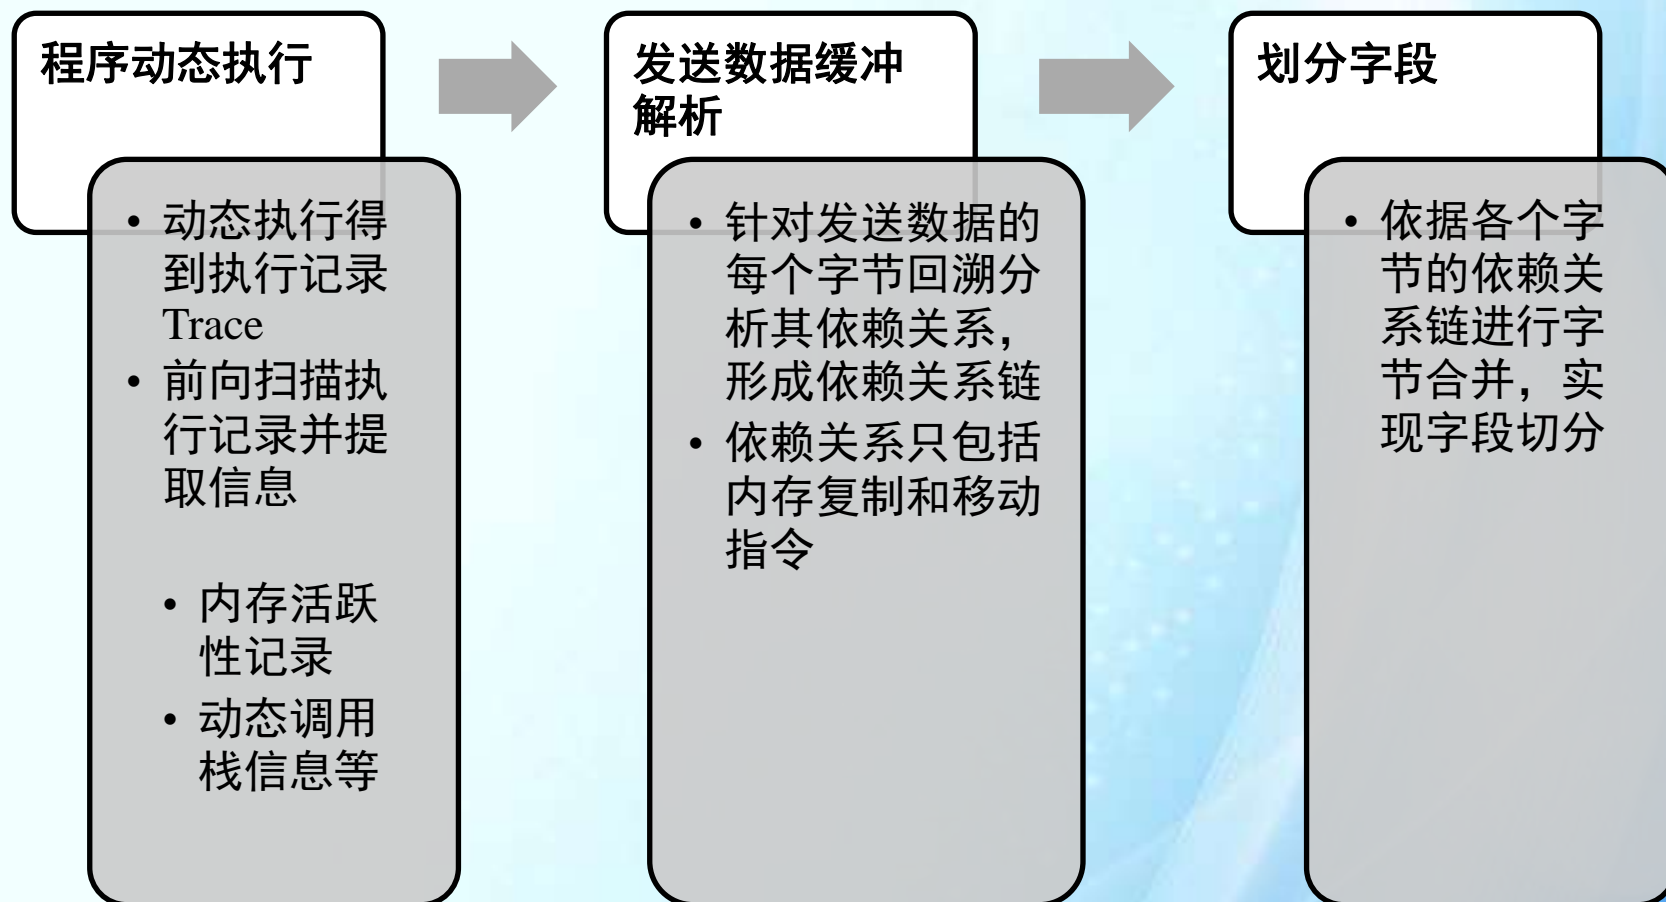 程序动态执行
• 动态执行得
到执行记录
Trace
• 前向扫描执
行记录并提
取信息
• 内存活跃
性记录
• 动态调用
栈信息等
发送数据缓冲
解析
• 针对发送数据的
每个字节回溯分
析其依赖关系，
形成依赖关系链
• 依赖关系只包括
内存复制和移动
指令
划分字段
• 依据各个字
节的依赖关
系链进行字
节合并，实
现字段切分